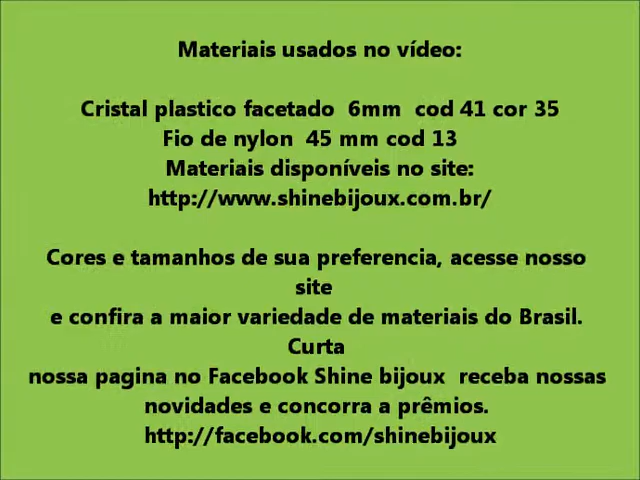 Materiais usados no vídeo:
Cristal plastico facetado 6mm cod 41 cor 35
Fio de nylon 45 mm cod 13
Materiais disponíveis no site:
http://www.shinebijoux.com.br/
Cores e tamanhos de sua preferencia, acesse nosso
site
e confira a maior variedade de materiais do Brasil.
Curta
nossa pagina no Facebook Shine bijoux receba nossas
novidades e concorra a prêmios.
http://facebook.com/shinebijoux